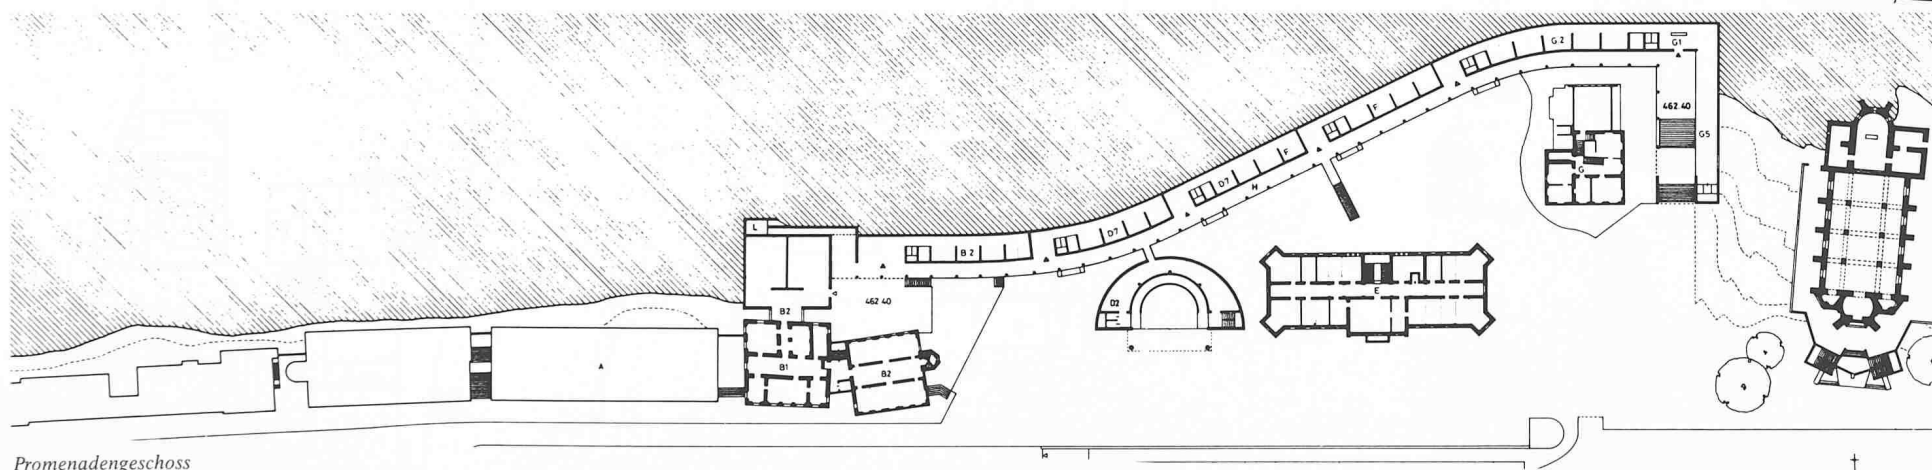 G2
G1
F
462.40
G5
G
F
D7
H
L
D7
B2
462 40
D2
E
B2
A
B1
B2
Promenadengeschoss